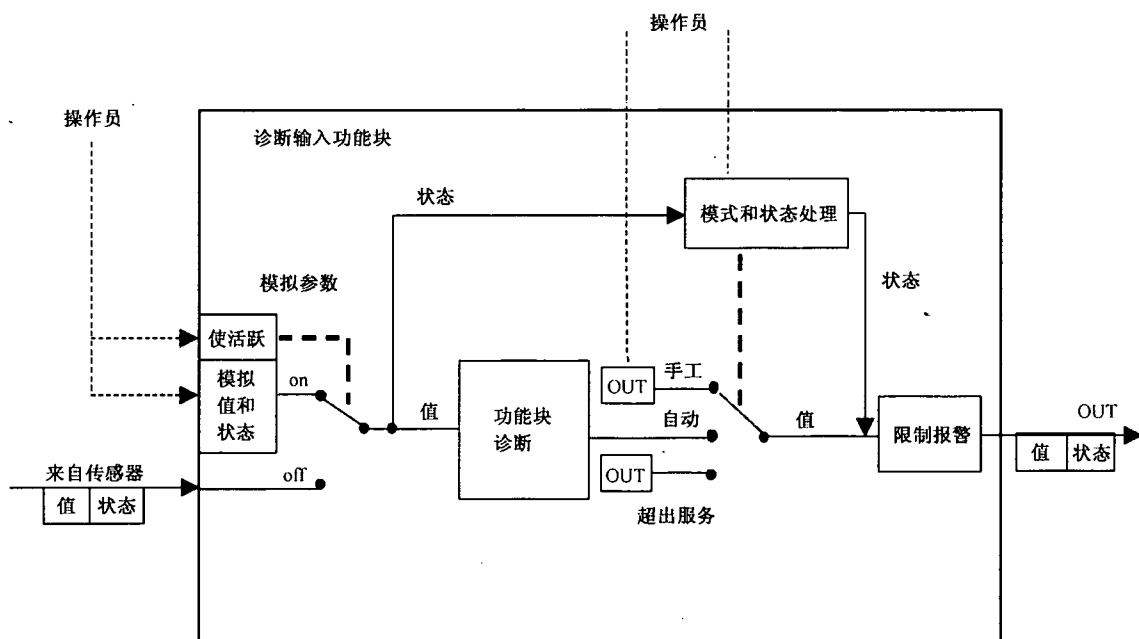 操作员
操作员
诊断输入功能块
状态
模式和状态处理
模拟参数
状态
使活跃
模拟
值和
状态
on
值
功能块
诊断
OUT
手工
自动
值
限制报警
OUT
值
状态
来自传感器
值
状态
off
OUT
超出服务